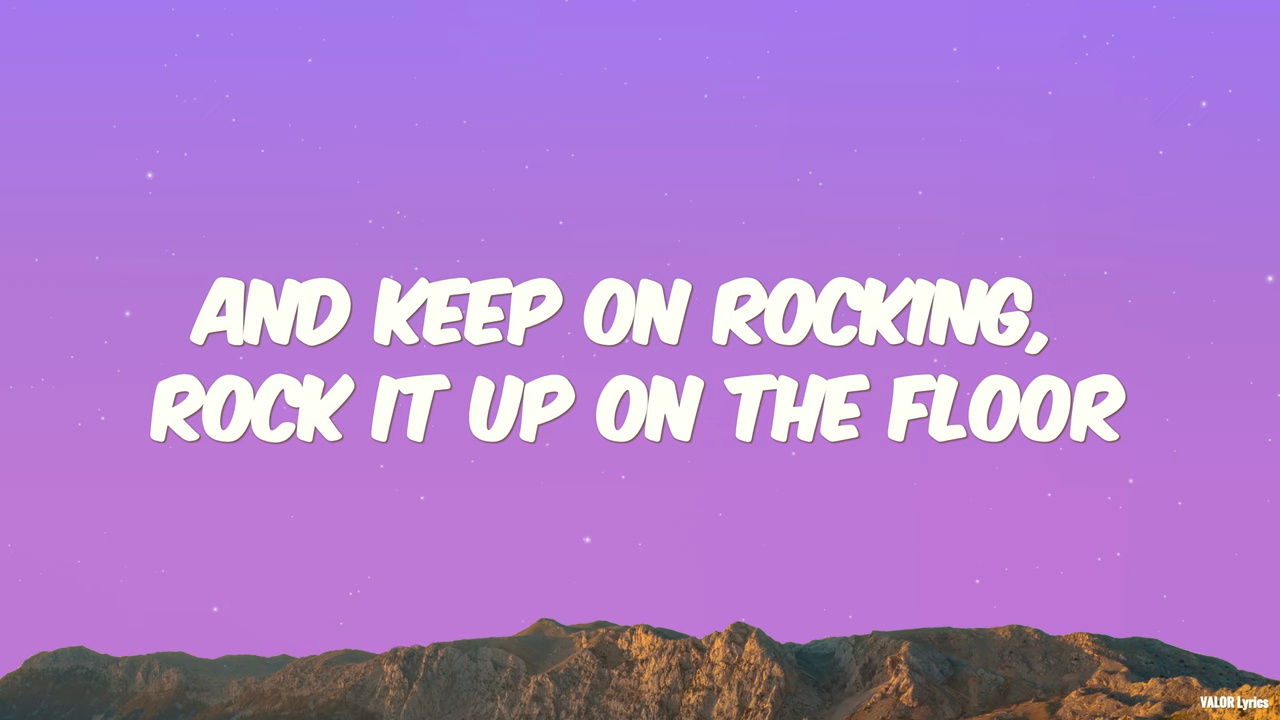 AND KEEP ON ROCKING,
ROCK IT UP ON THE FLOOR
VALOR Lyrics